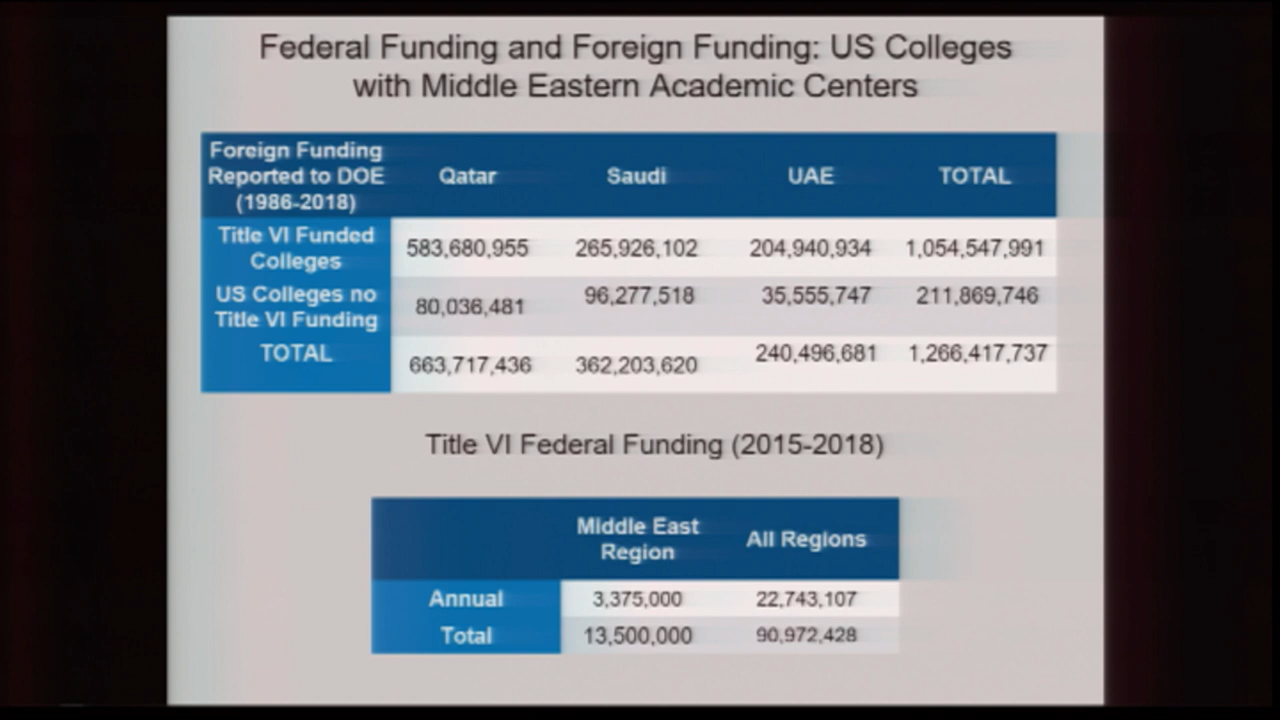 Federal Funding and Foreign Funding: US Colleges
with Middle Eastern Academic Centers
Foreign Funding
Reported to DOE
(1986-2018)
Qatar
Saudi
UAE
TOTAL
Title VI Funded
Colleges
583,680,955
265,926,102
204,940,934
1,054,547,991
US Colleges no
Title VI Funding
80,036,481
96,277,518
35,555,747
211,869,746
TOTAL
663,717,436
362,203,620
240,496,681
1,266,417,737
Title VI Federal Funding (2015-2018)
Middle East
Region
All Regions
Annual
3,375,000
22,743,107
Total
13,500,000
90,972,428